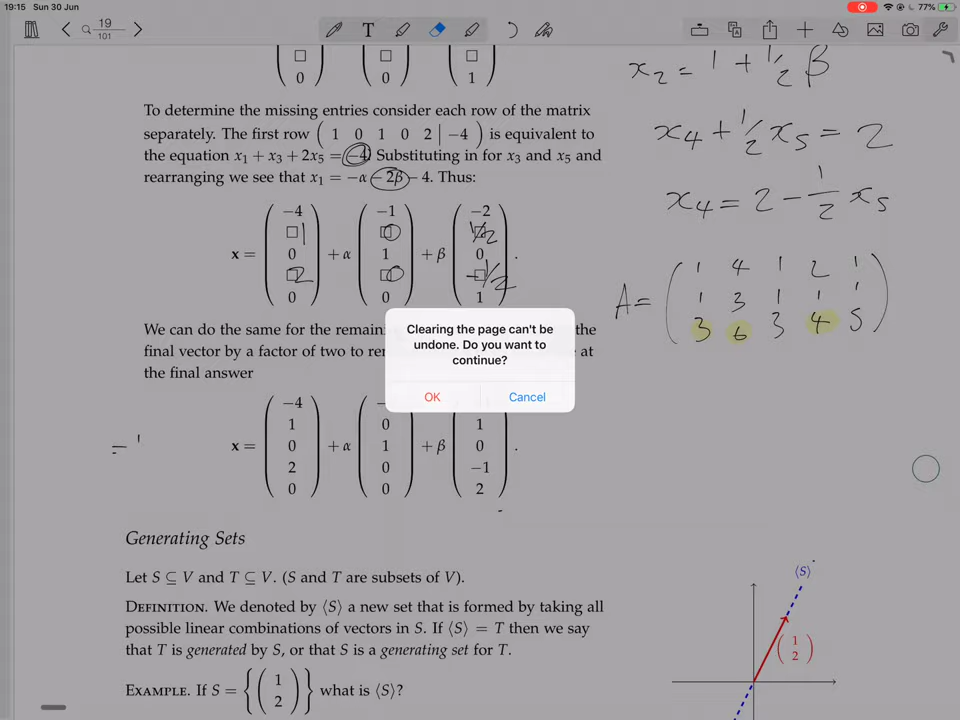 19:15 Sun 30 Jun
77%
19
101
T
0 0 1
x₂ = 1 + 1/2 β
To determine the missing entries consider each row of the matrix
separately. The first row ( 1 0 1 0 2 | −4 ) is equivalent to
the equation x₁ + x₃ + 2x₅ = −4. Substituting in for x₃ and x₅ and
rearranging we see that x₁ = −α − 2β − 4. Thus:
x₄ + 1/2 x₅ = 2
x₄ = 2 − 1/2 x₅
−4 −1 −2
□ 1 □ 0 □ 1/2
x = 0 + α 1 + β 0 .
□ 2 □ 0 □ −1/2
0 0 1
A = 1 4 1 2 1
1 3 1 1 1
3 6 3 4 5
We can do the same for the remai the
final vector by a factor of two to re e at
the final answer
Clearing the page can't be
undone. Do you want to
continue?
OK Cancel
−4 −
1 0 1
x = 0 + α 1 + β 0 .
2 0 −1
0 0 2
= 1
Generating Sets
Let S ⊆ V and T ⊆ V. (S and T are subsets of V).
DEFINITION. We denoted by ⟨S⟩ a new set that is formed by taking all
possible linear combinations of vectors in S. If ⟨S⟩ = T then we say
that T is generated by S, or that S is a generating set for T.
EXAMPLE. If S = { ( 1 2 ) } what is ⟨S⟩?
⟨S⟩
( 1 2 )